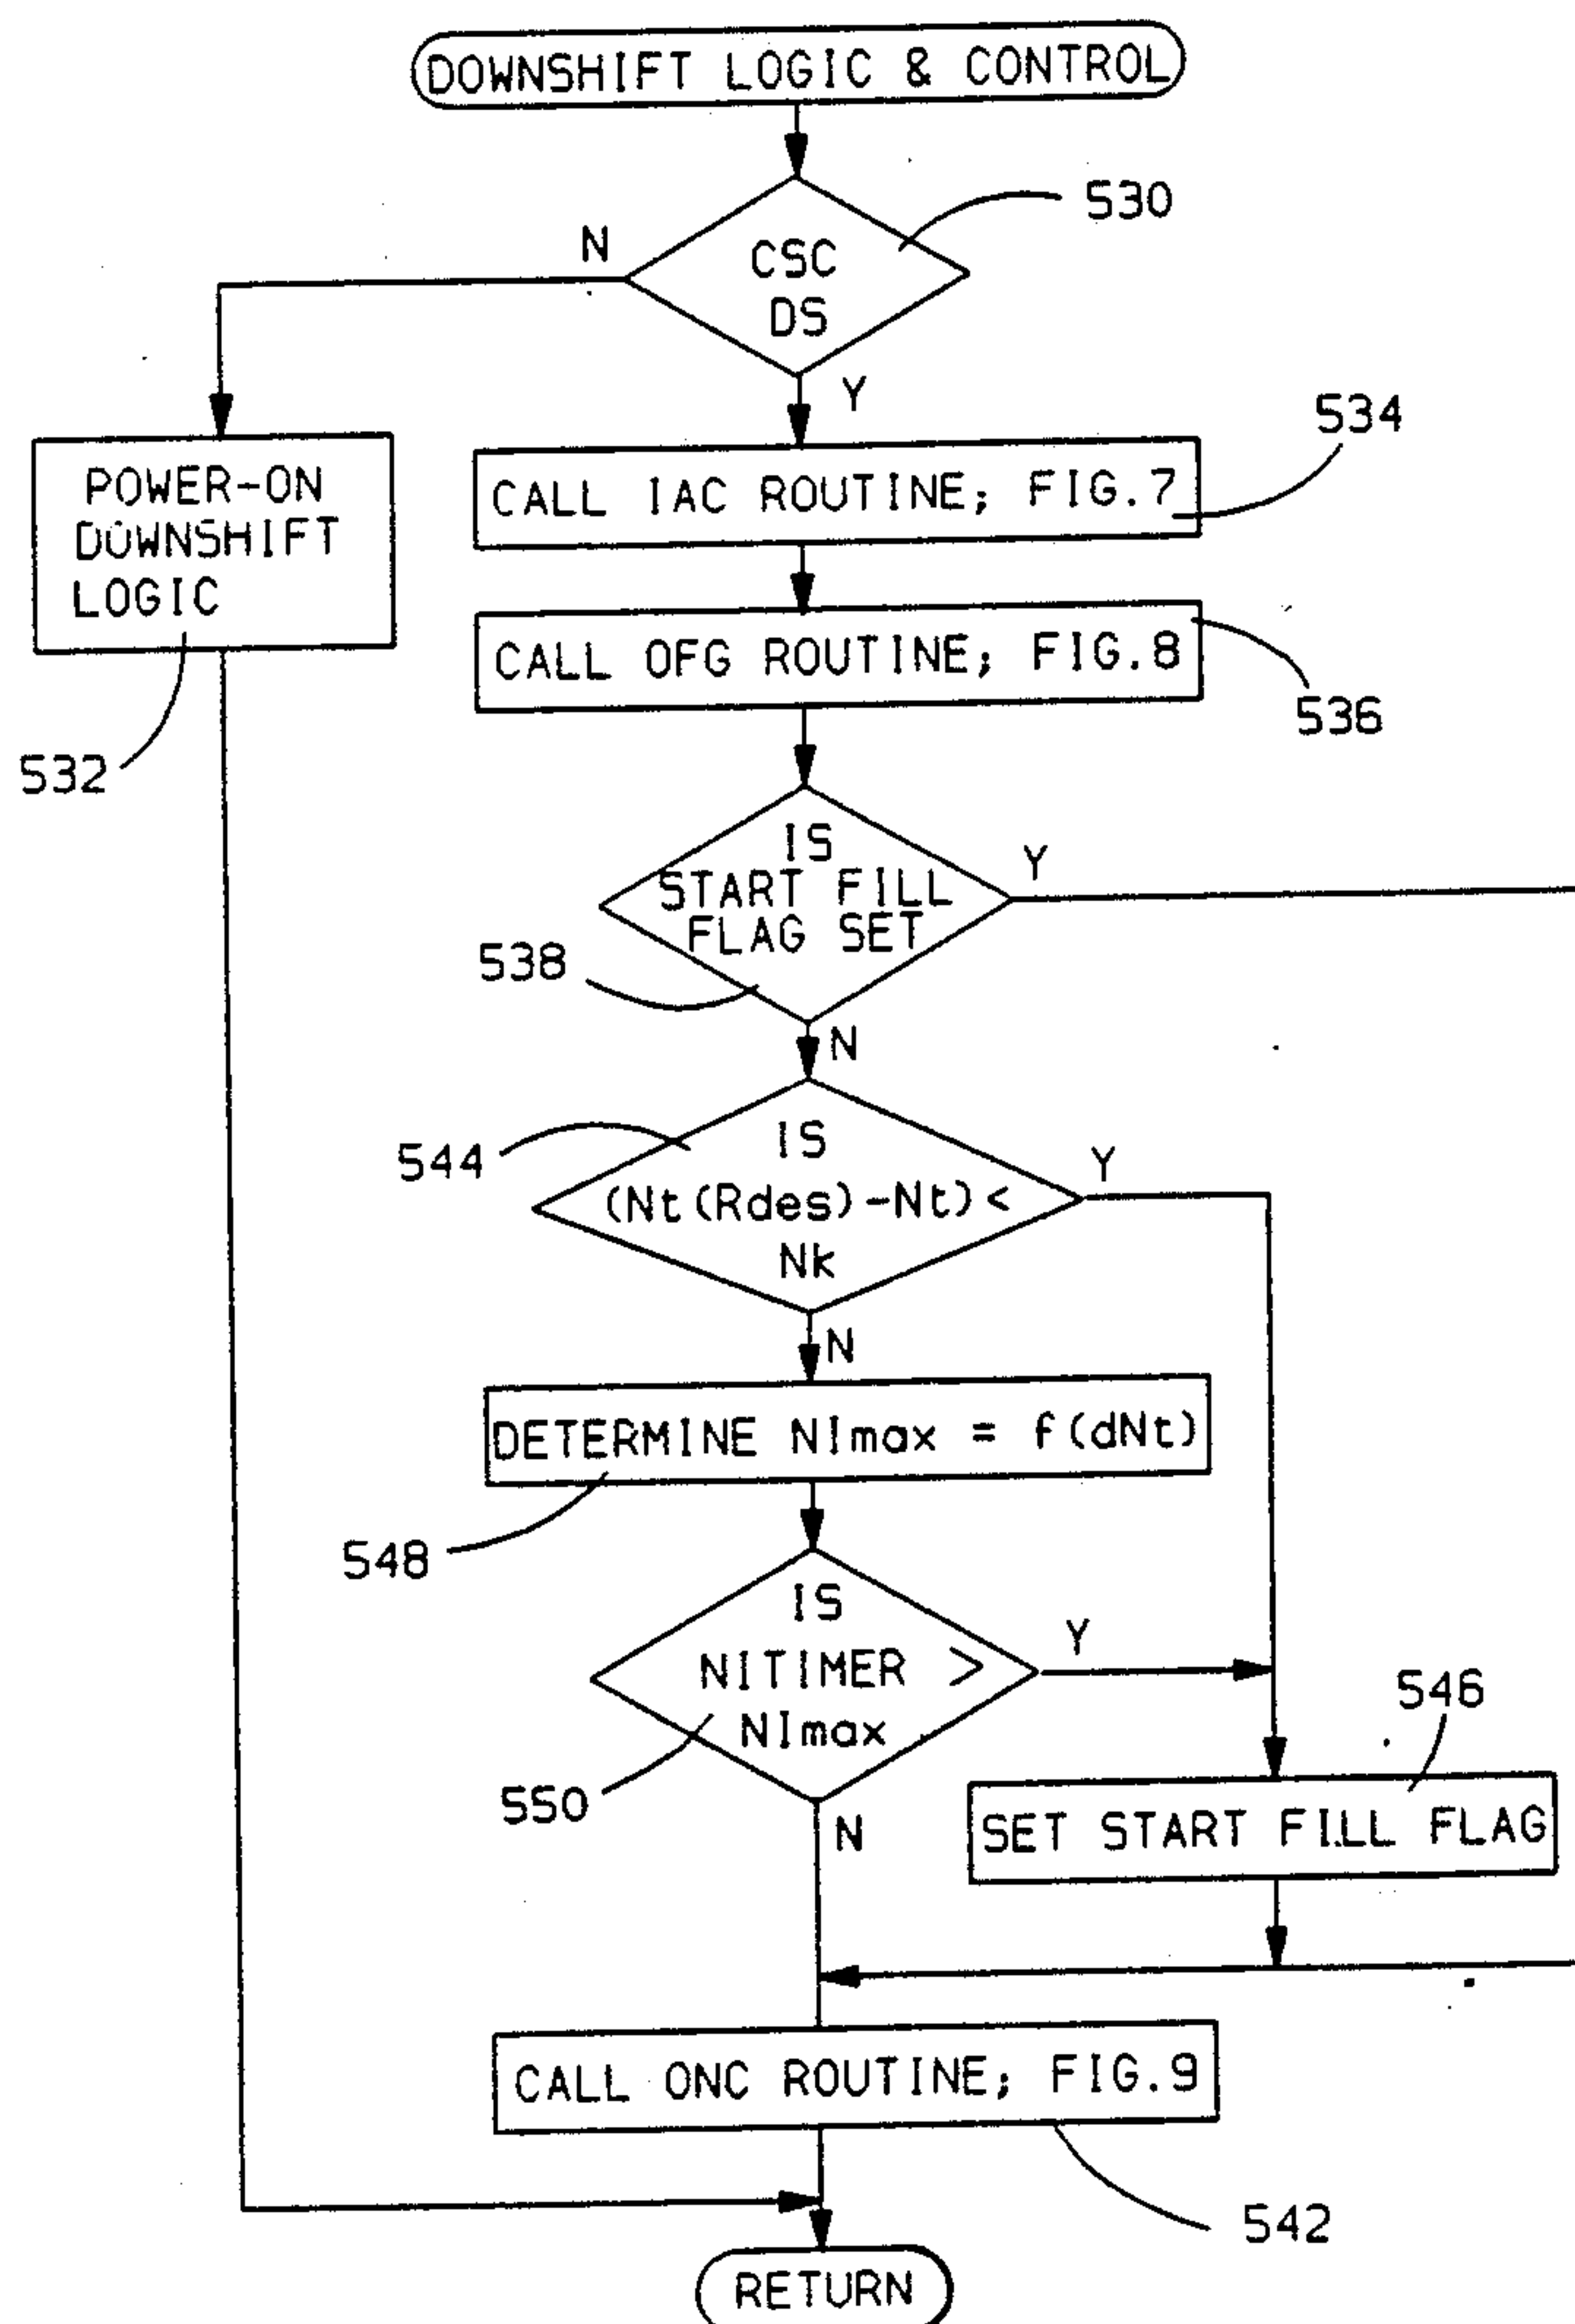 DOWNSHIFT LOGIC & CONTROL
530
N
CSC
DS
Y
534
POWER-ON
DOWNSHIFT
LOGIC
CALL IAC ROUTINE; FIG.7
CALL OFG ROUTINE; FIG.8
536
532
IS
START FILL
FLAG SET
Y
538
N
544
IS
(Nt(Rdes)-Nt)<
Nk
Y
N
DETERMINE NImax = f(dNt)
548
IS
NITIMER >
NImax
Y
546
550
N
SET START FILL FLAG
CALL ONC ROUTINE; FIG.9
542
RETURN